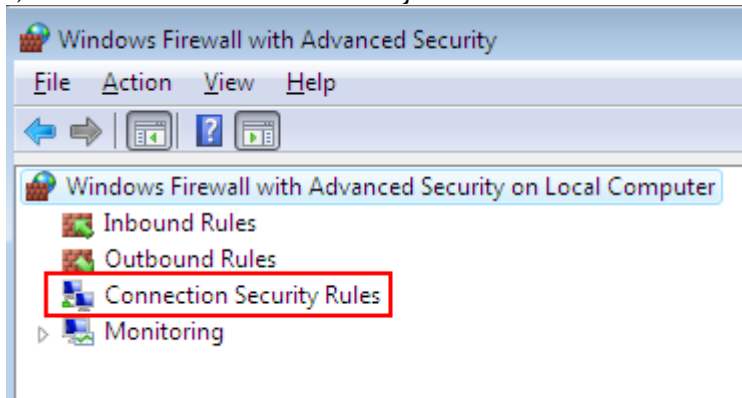 Windows Firewall with Advanced Security
File Action View Help
Windows Firewall with Advanced Security on Local Computer
Inbound Rules
Outbound Rules
Connection Security Rules
Monitoring